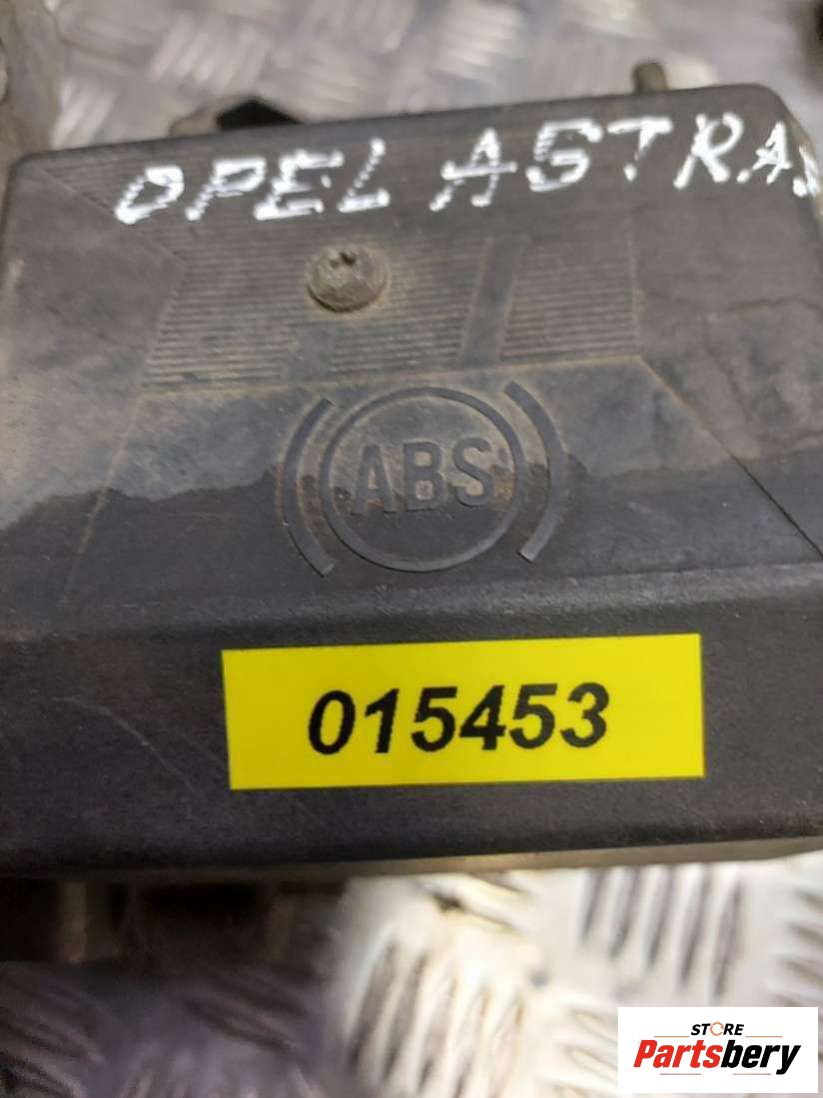 OPEL ASTRA
ABS
015453
STORE
Partsbery